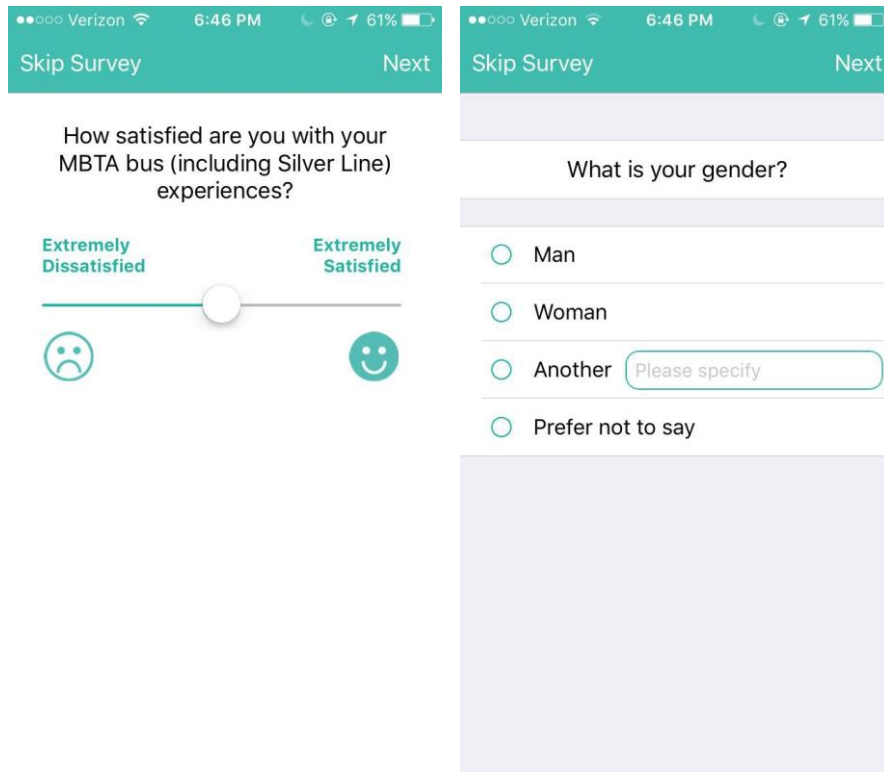 Verizon 6:46 PM 61%
Skip Survey Next
How satisfied are you with your
MBTA bus (including Silver Line)
experiences?
Extremely
Dissatisfied
Extremely
Satisfied
Verizon 6:46 PM 61%
Skip Survey Next
What is your gender?
Man
Woman
Another Please specify
Prefer not to say